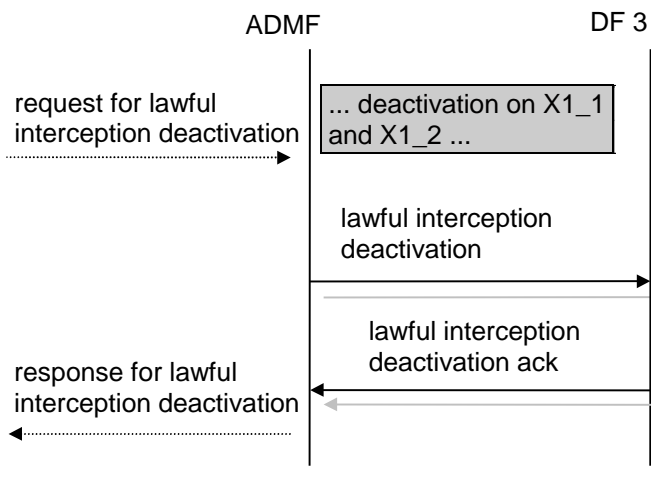 ADMF
DF 3
request for lawful
interception deactivation
... deactivation on X1_1
and X1_2 ...
lawful interception
deactivation
lawful interception
deactivation ack
response for lawful
interception deactivation